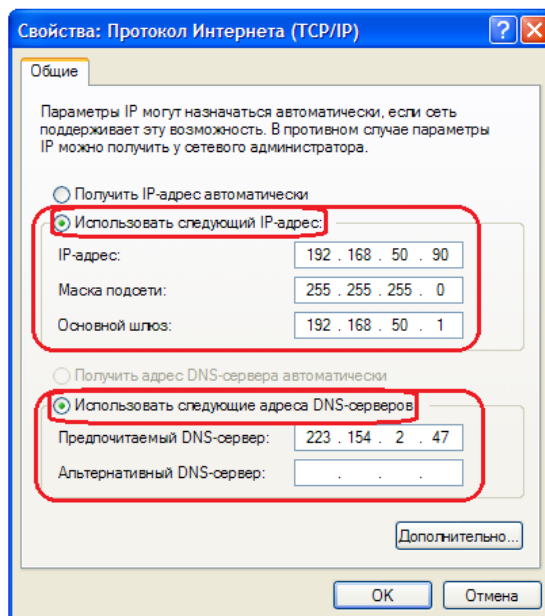 Свойства: Протокол Интернета (TCP/IP)
Общие
Параметры IP могут назначаться автоматически, если сеть
поддерживает эту возможность. В противном случае параметры
IP можно получить у сетевого администратора.
Получить IP-адрес автоматически
Использовать следующий IP-адрес:
IP-адрес: 192 . 168 . 50 . 90
Маска подсети: 255 . 255 . 255 . 0
Основной шлюз: 192 . 168 . 50 . 1
Получить адрес DNS-сервера автоматически
Использовать следующие адреса DNS-серверов
Предпочитаемый DNS-сервер: 223 . 154 . 2 . 47
Альтернативный DNS-сервер: . . .
Дополнительно...
OK Отмена